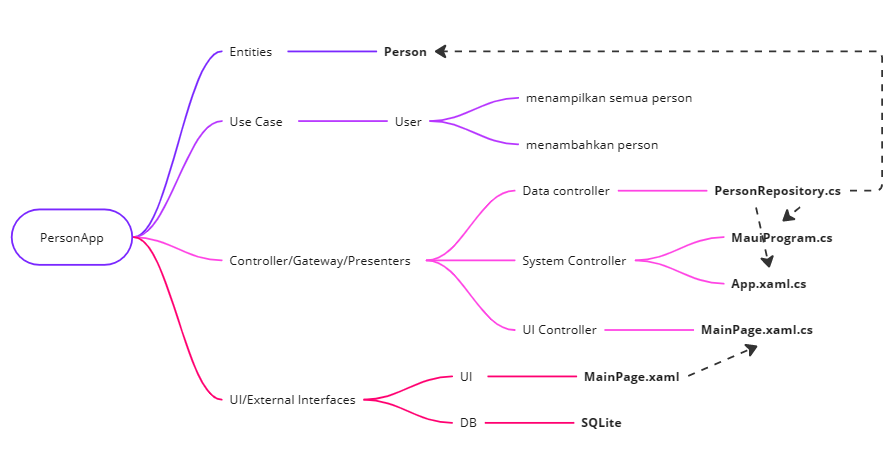 Entities
Person
Use Case
User
menampilkan semua person
menambahkan person
PersonApp
Controller/Gateway/Presenters
Data controller
PersonRepository.cs
System Controller
MauiProgram.cs
App.xaml.cs
UI Controller
MainPage.xaml.cs
UI/External Interfaces
UI
MainPage.xaml
DB
SQLite